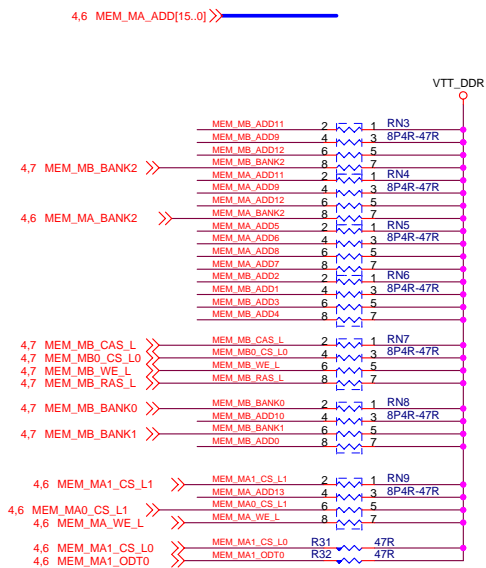 4,6 MEM_MA_ADD[15..0]
VTT_DDR
MEM_MB_ADD11 2 1 RN3
MEM_MB_ADD9 4 3 8P4R-47R
MEM_MB_ADD12 6 5
4,7 MEM_MB_BANK2 MEM_MB_BANK2 8 7
MEM_MA_ADD11 2 1 RN4
MEM_MA_ADD9 4 3 8P4R-47R
MEM_MA_ADD12 6 5
4,6 MEM_MA_BANK2 MEM_MA_BANK2 8 7
MEM_MA_ADD5 2 1 RN5
MEM_MA_ADD6 4 3 8P4R-47R
MEM_MA_ADD8 6 5
MEM_MA_ADD7 8 7
MEM_MB_ADD2 2 1 RN6
MEM_MB_ADD1 4 3 8P4R-47R
MEM_MB_ADD3 6 5
MEM_MB_ADD4 8 7
4,7 MEM_MB_CAS_L MEM_MB_CAS_L 2 1 RN7
4,7 MEM_MB0_CS_L0 MEM_MB0_CS_L0 4 3 8P4R-47R
4,7 MEM_MB_WE_L MEM_MB_WE_L 6 5
4,7 MEM_MB_RAS_L MEM_MB_RAS_L 8 7
4,7 MEM_MB_BANK0 MEM_MB_BANK0 2 1 RN8
MEM_MB_ADD10 4 3 8P4R-47R
4,7 MEM_MB_BANK1 MEM_MB_BANK1 6 5
MEM_MB_ADD0 8 7
4,6 MEM_MA1_CS_L1 MEM_MA1_CS_L1 2 1 RN9
MEM_MA_ADD13 4 3 8P4R-47R
4,6 MEM_MA0_CS_L1 MEM_MA0_CS_L1 6 5
4,6 MEM_MA_WE_L MEM_MA_WE_L 8 7
4,6 MEM_MA1_CS_L0 MEM_MA1_CS_L0 R31 47R
4,6 MEM_MA1_ODT0 MEM_MA1_ODT0 R32 47R